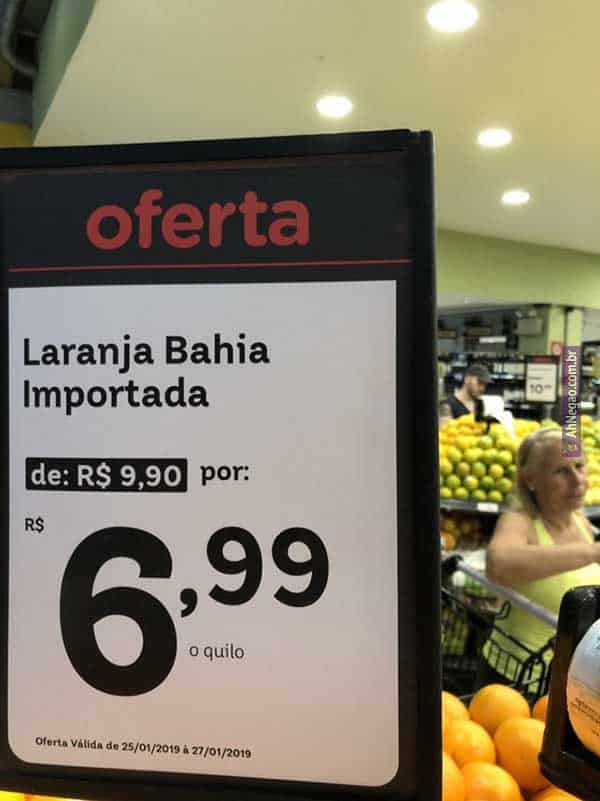 oferta
Laranja Bahia
Importada
de: R$ 9,90 por:
R$
6,99
o quilo
Oferta Válida de 25/01/2019 à 27/01/2019
10
AhNegao.com.br